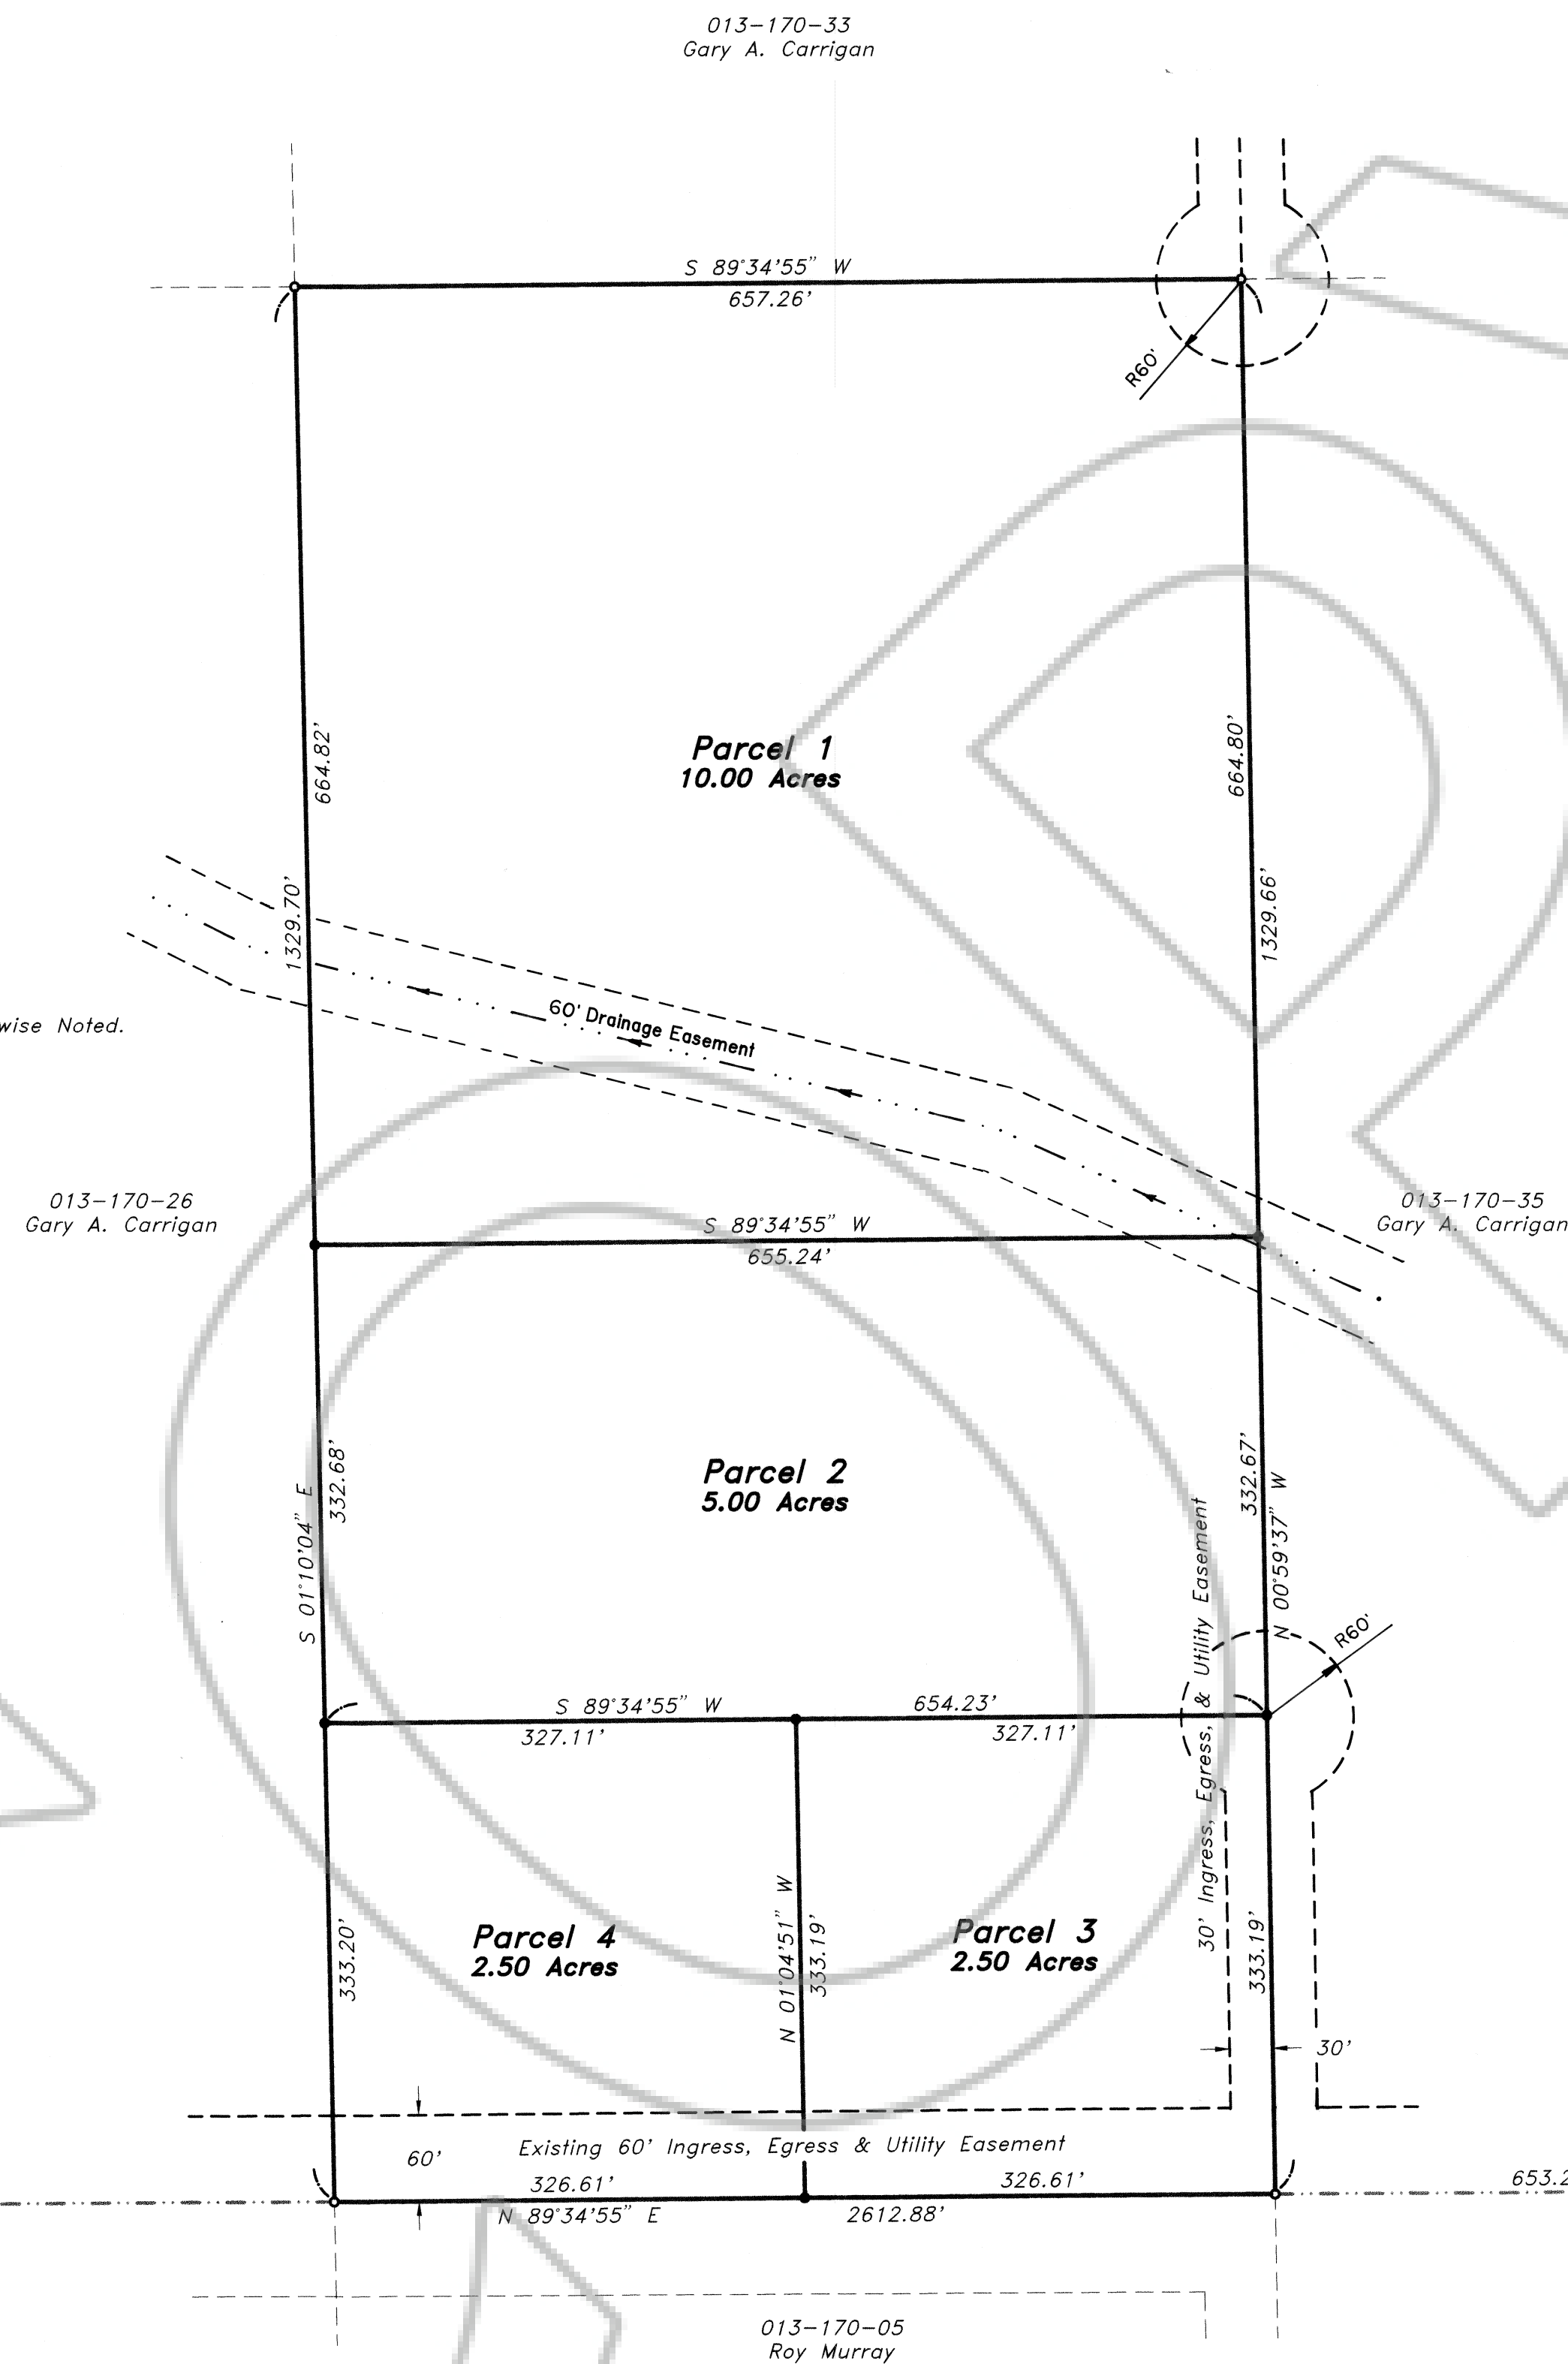 013-170-33
Gary A. Carrigan
S 89°34'55" W
657.26'
R60'
664.82'
664.80'
Parcel 1
10.00 Acres
1329.70'
1329.66'
60' Drainage Easement
wise Noted.
013-170-26
Gary A. Carrigan
013-170-35
Gary A. Carrigan
S 89°34'55" W
655.24'
332.68'
332.67'
Parcel 2
5.00 Acres
S 01°10'04" E
N 00°59'37" W
30' Ingress, Egress, & Utility Easement
R60'
S 89°34'55" W
654.23'
327.11'
327.11'
N 01°04'51" W
333.19'
Parcel 4
2.50 Acres
Parcel 3
2.50 Acres
333.20'
333.19'
30'
Existing 60' Ingress, Egress & Utility Easement
60'
326.61'
326.61'
653.2
N 89°34'55" E
2612.88'
013-170-05
Roy Murray